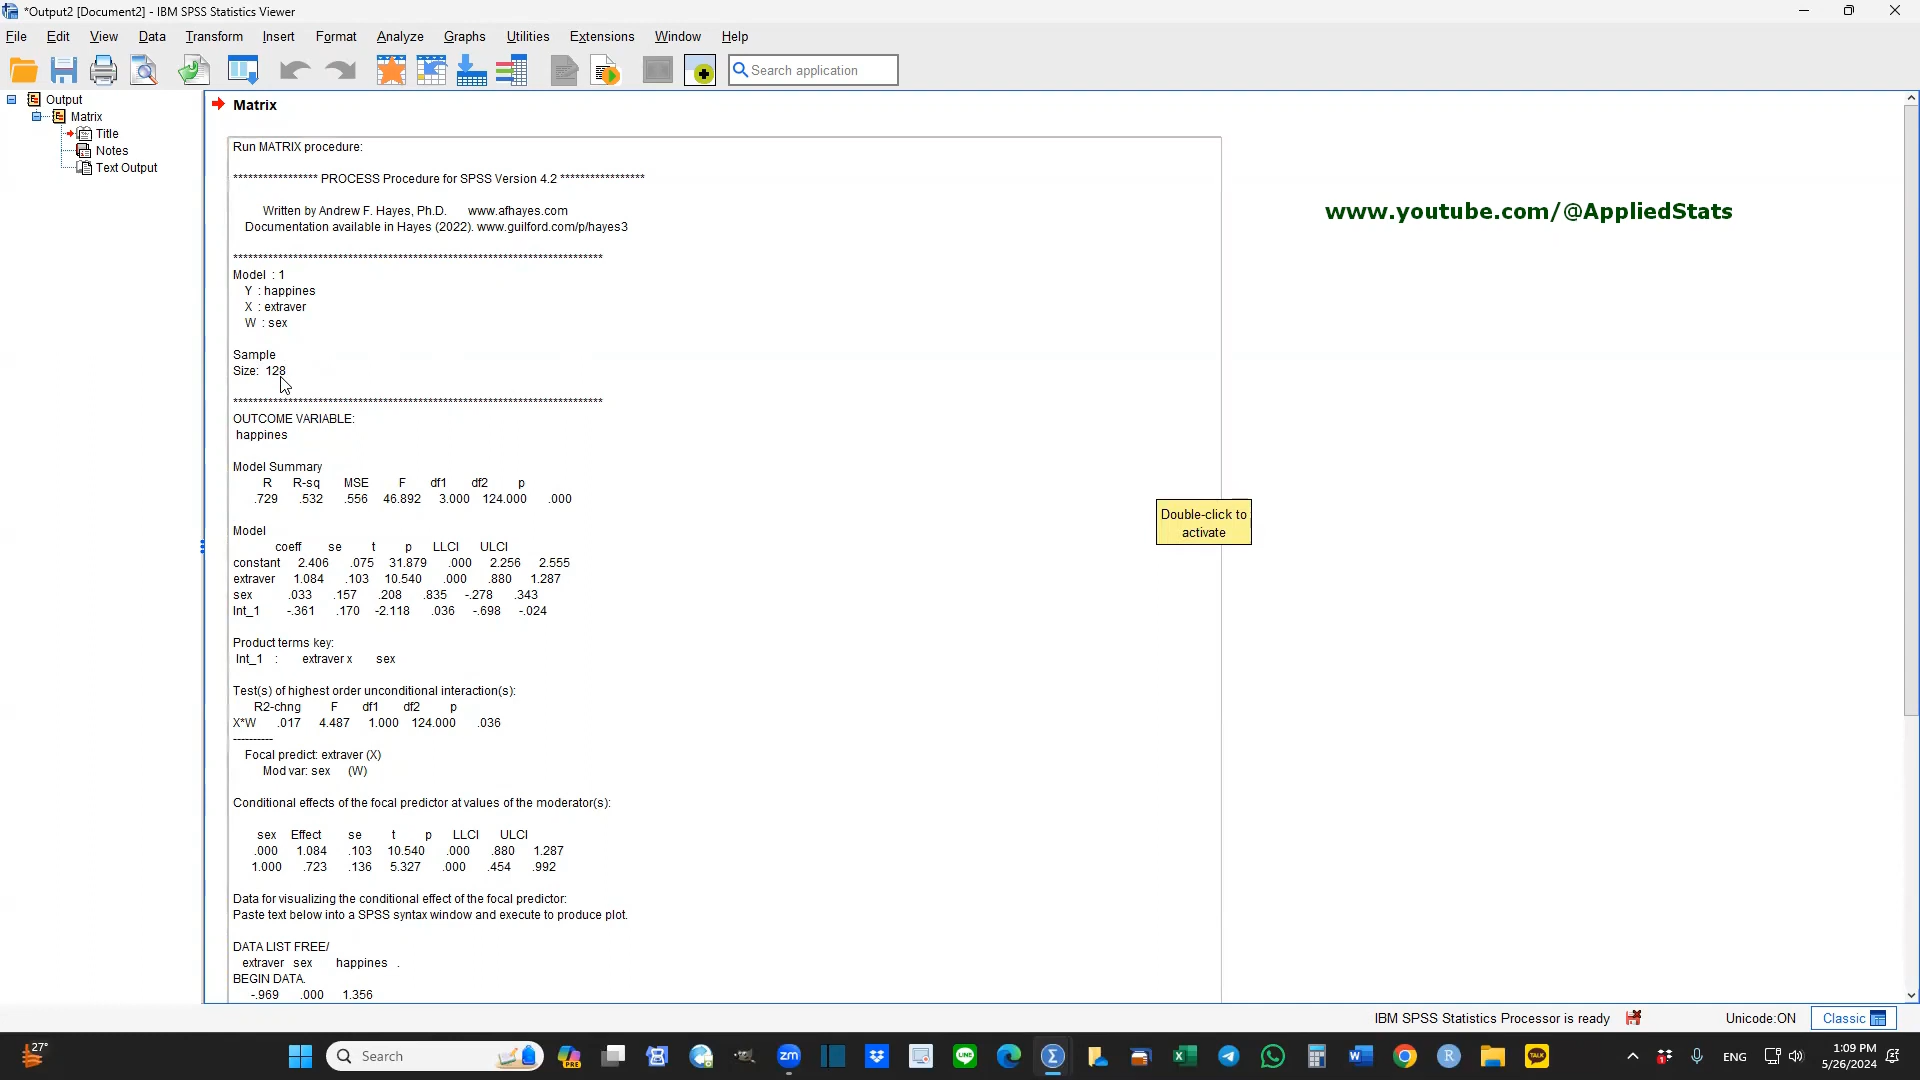 *Output2 [Document2] - IBM SPSS Statistics Viewer
File Edit View Data Transform Insert Format Analyze Graphs Utilities Extensions Window Help
Search application
Output
Matrix
Title
Notes
Text Output
Matrix
Run MATRIX procedure:
***************** PROCESS Procedure for SPSS Version 4.2 *****************
Written by Andrew F. Hayes, Ph.D. www.afhayes.com
Documentation available in Hayes (2022). www.guilford.com/p/hayes3
**************************************************************************
Model : 1
Y : happines
X : extraver
W : sex
Sample
Size: 128
**************************************************************************
OUTCOME VARIABLE:
happines
Model Summary
R R-sq MSE F df1 df2 p
.729 .532 .556 46.892 3.000 124.000 .000
Model
coeff se t p LLCI ULCI
constant 2.406 .075 31.879 .000 2.256 2.555
extraver 1.084 .103 10.540 .000 .880 1.287
sex .033 .157 .208 .835 -.278 .343
Int_1 -.361 .170 -2.118 .036 -.698 -.024
Product terms key:
Int_1 : extraver x sex
Test(s) of highest order unconditional interaction(s):
R2-chng F df1 df2 p
X*W .017 4.487 1.000 124.000 .036
----------
Focal predict: extraver (X)
Mod var: sex (W)
Conditional effects of the focal predictor at values of the moderator(s):
sex Effect se t p LLCI ULCI
.000 1.084 .103 10.540 .000 .880 1.287
1.000 .723 .136 5.327 .000 .454 .992
Data for visualizing the conditional effect of the focal predictor:
Paste text below into a SPSS syntax window and execute to produce plot.
DATA LIST FREE/
extraver sex happines .
BEGIN DATA.
-.969 .000 1.356
www.youtube.com/@AppliedStats
Double-click to
activate
IBM SPSS Statistics Processor is ready
Unicode:ON
Classic
27°
Search
PRE
zm
LINE
W
R
TALK
1
ENG
1:09 PM
5/26/2024